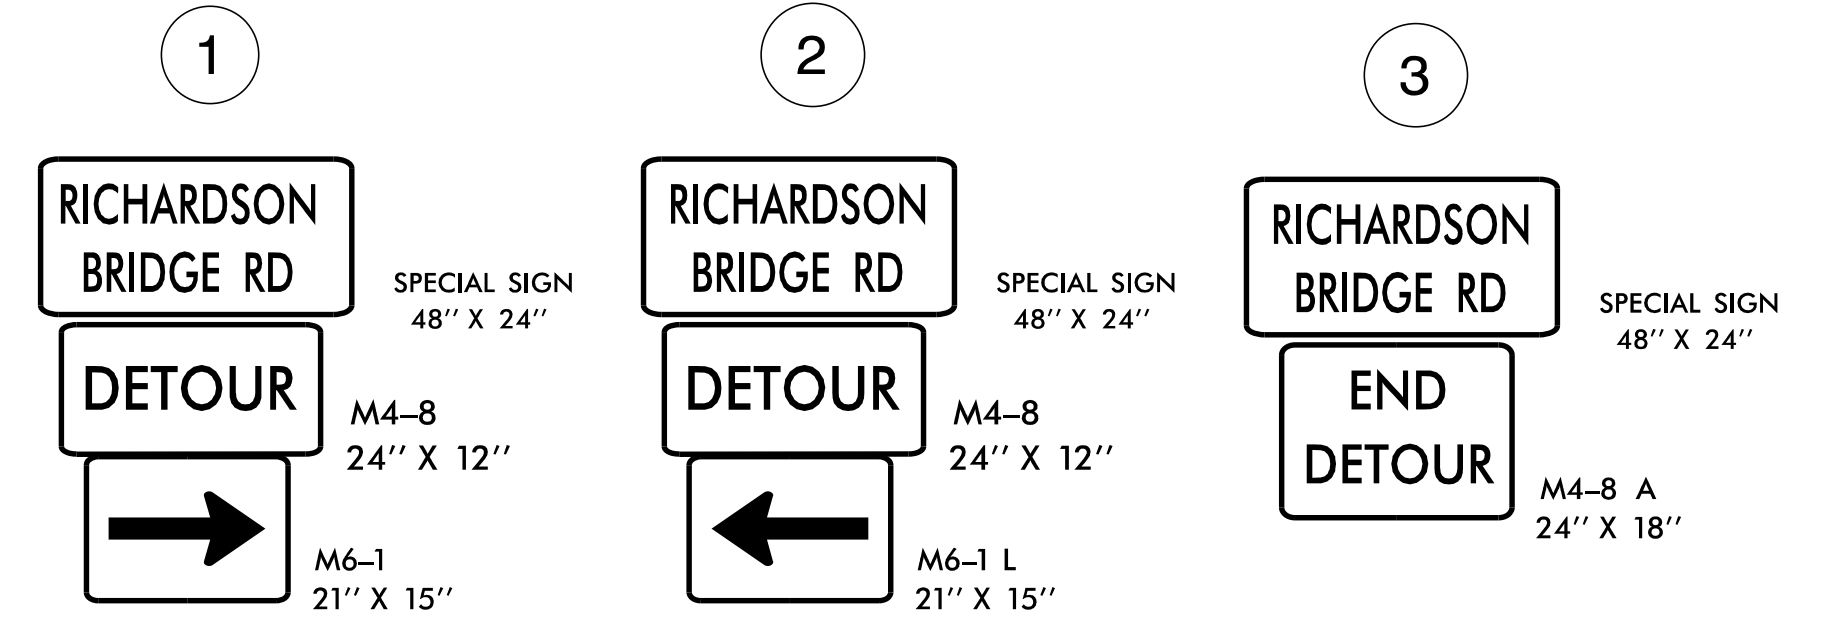 1
RICHARDSON
BRIDGE RD
SPECIAL SIGN
48'' X 24''
DETOUR
M4–8
24'' X 12''
M6–1
21'' X 15''
2
RICHARDSON
BRIDGE RD
SPECIAL SIGN
48'' X 24''
DETOUR
M4–8
24'' X 12''
M6–1 L
21'' X 15''
3
RICHARDSON
BRIDGE RD
SPECIAL SIGN
48'' X 24''
END
DETOUR
M4–8 A
24'' X 18''